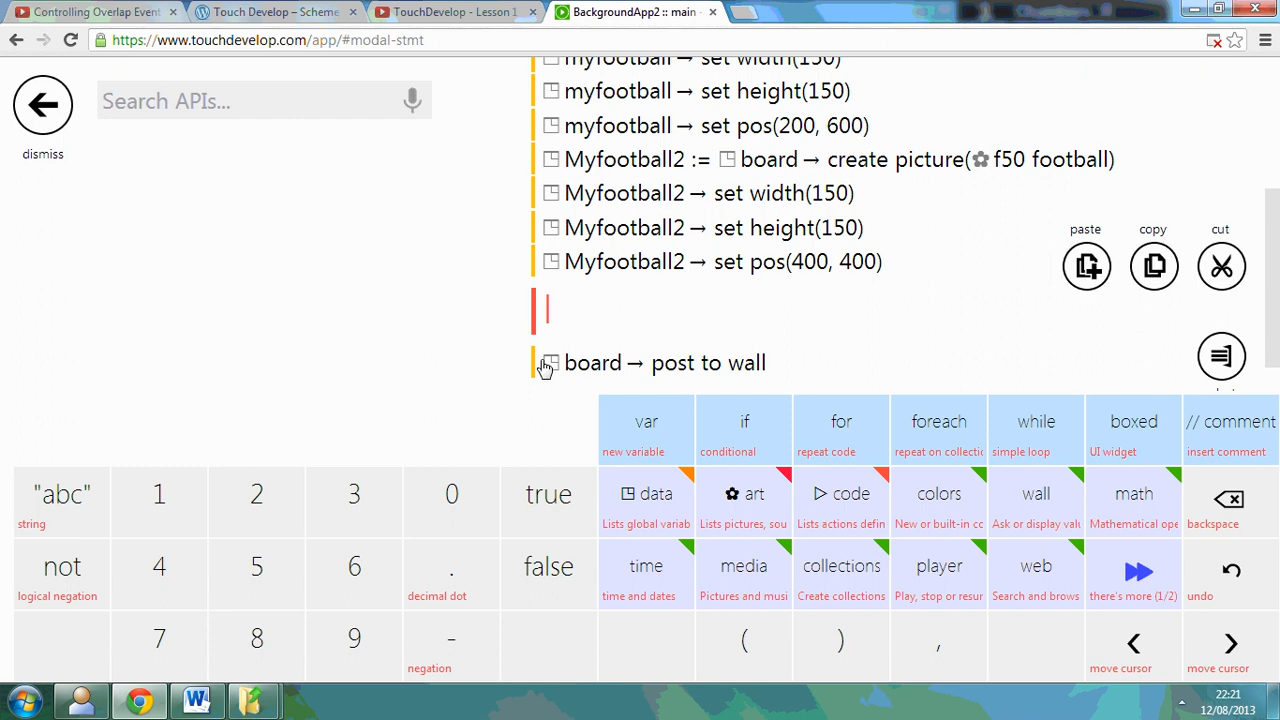 Controlling Overlap Event
Touch Develop – Scheme
TouchDevelop - Lesson 1
BackgroundApp2 :: main -
https://www.touchdevelop.com/app/#modal-stmt
dismiss
Search APIs...
myfootball → set width(150)
myfootball → set height(150)
myfootball → set pos(200, 600)
Myfootball2 := board → create picture(f50 football)
Myfootball2 → set width(150)
Myfootball2 → set height(150)
Myfootball2 → set pos(400, 400)
board → post to wall
paste copy cut
var if for foreach while boxed // comment
new variable conditional repeat code repeat on collectic simple loop UI widget insert comment
"abc" 1 2 3 0 true data art code colors wall math
string Lists global variab Lists pictures, sou Lists actions defin New or built-in cc Ask or display valu Mathematical ope backspace
not 4 5 6 . false time media collections player web
logical negation decimal dot time and dates Pictures and musi Create collections Play, stop or resur Search and brows there's more (1/2) undo
7 8 9 - ( ) , 
negation move cursor move cursor
22:21
12/08/2013